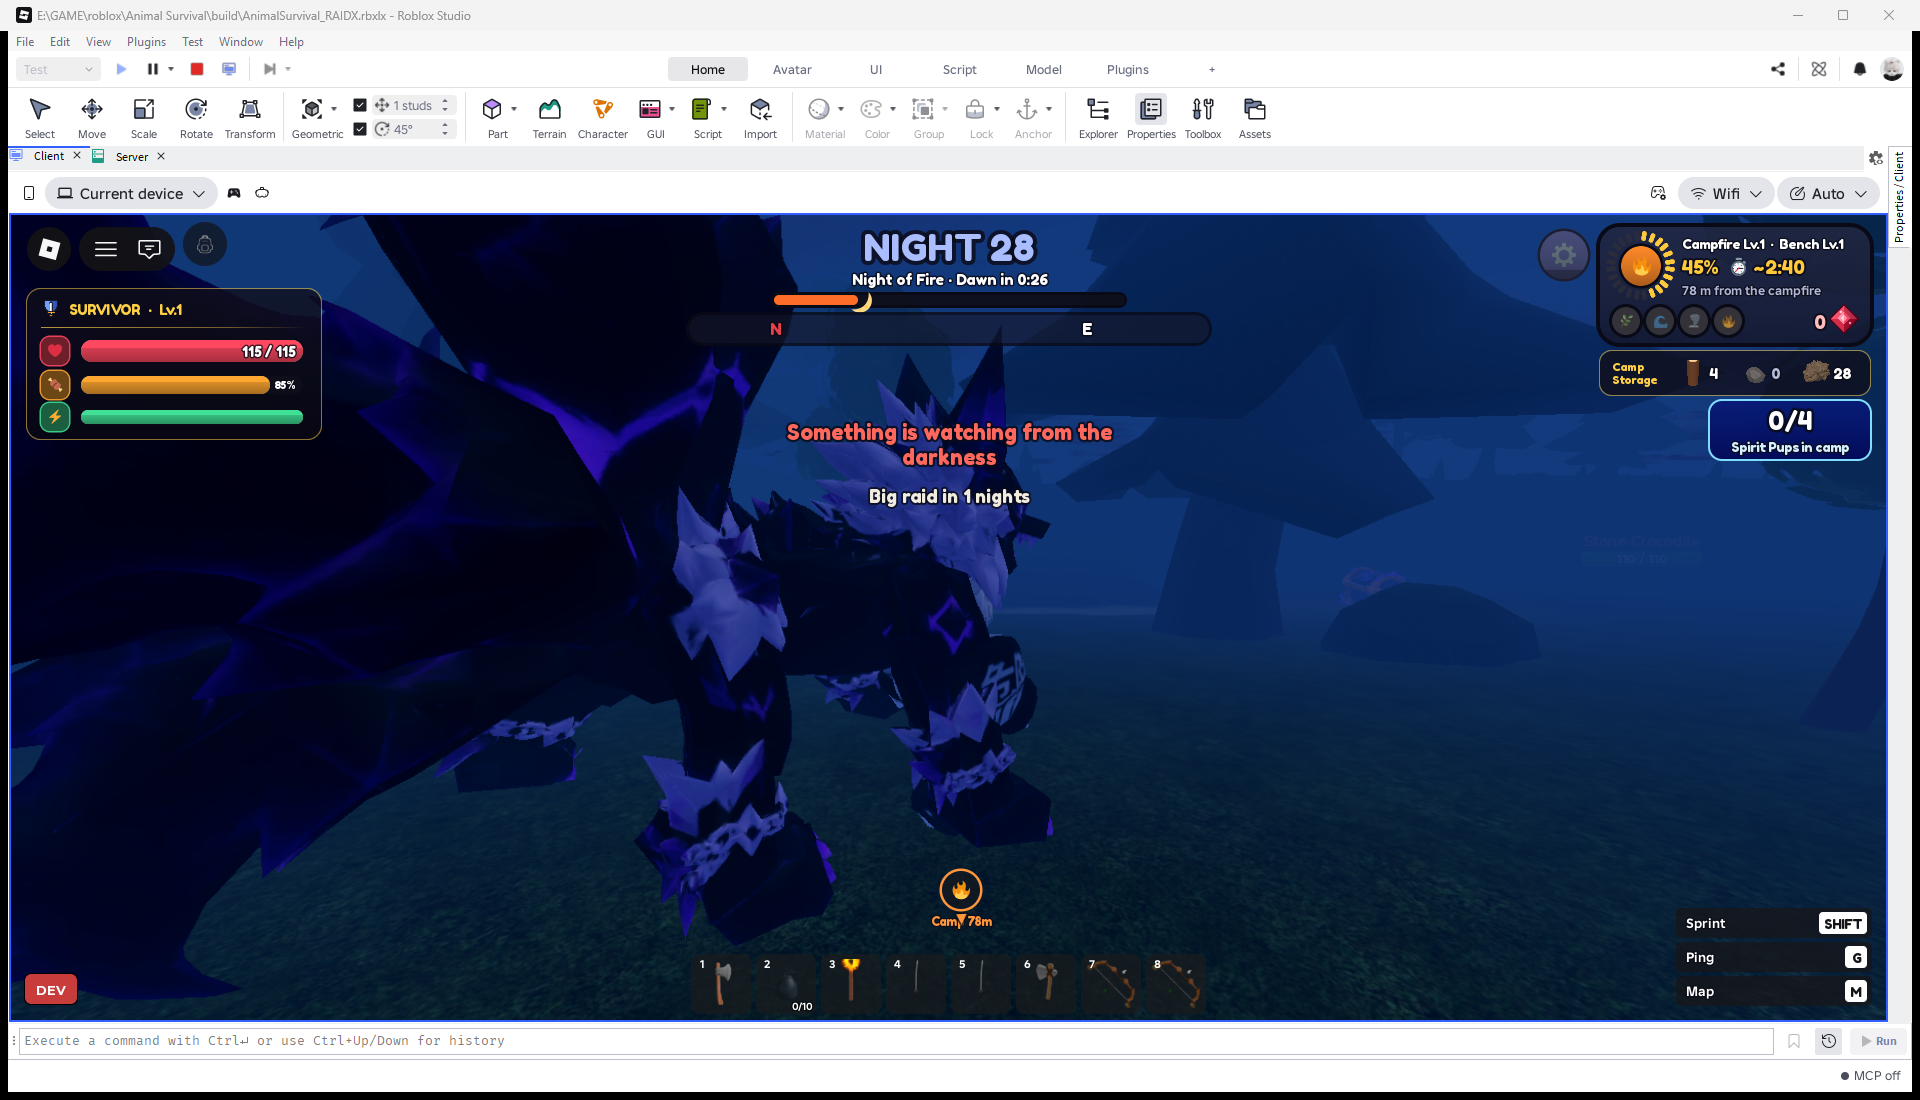 E:\GAME\roblox\Animal Survival\build\AnimalSurvival_RAIDX.rbxlx - Roblox Studio
File Edit View Plugins Test Window Help
Test
Home Avatar UI Script Model Plugins +
1 studs
45°
Select Move Scale Rotate Transform Geometric Part Terrain Character GUI Script Import Material Color Group Lock Anchor Explorer Properties Toolbox Assets
Client Server
Properties / Client
Current device
Wifi
Auto
NIGHT 28
Night of Fire · Dawn in 0:26
N E
SURVIVOR · Lv.1
115 / 115
85%
Campfire Lv.1 · Bench Lv.1
45% ~2:40
78 m from the campfire
0
Camp Storage
4 0 28
0/4
Spirit Pups in camp
Something is watching from the
darkness
Big raid in 1 nights
Stone Crocodile
110 / 110
Camp 78m
1 2 3 4 5 6 7 8
0/10
DEV
Sprint SHIFT
Ping G
Map M
Execute a command with Ctrl↵ or use Ctrl+Up/Down for history
Run
MCP off